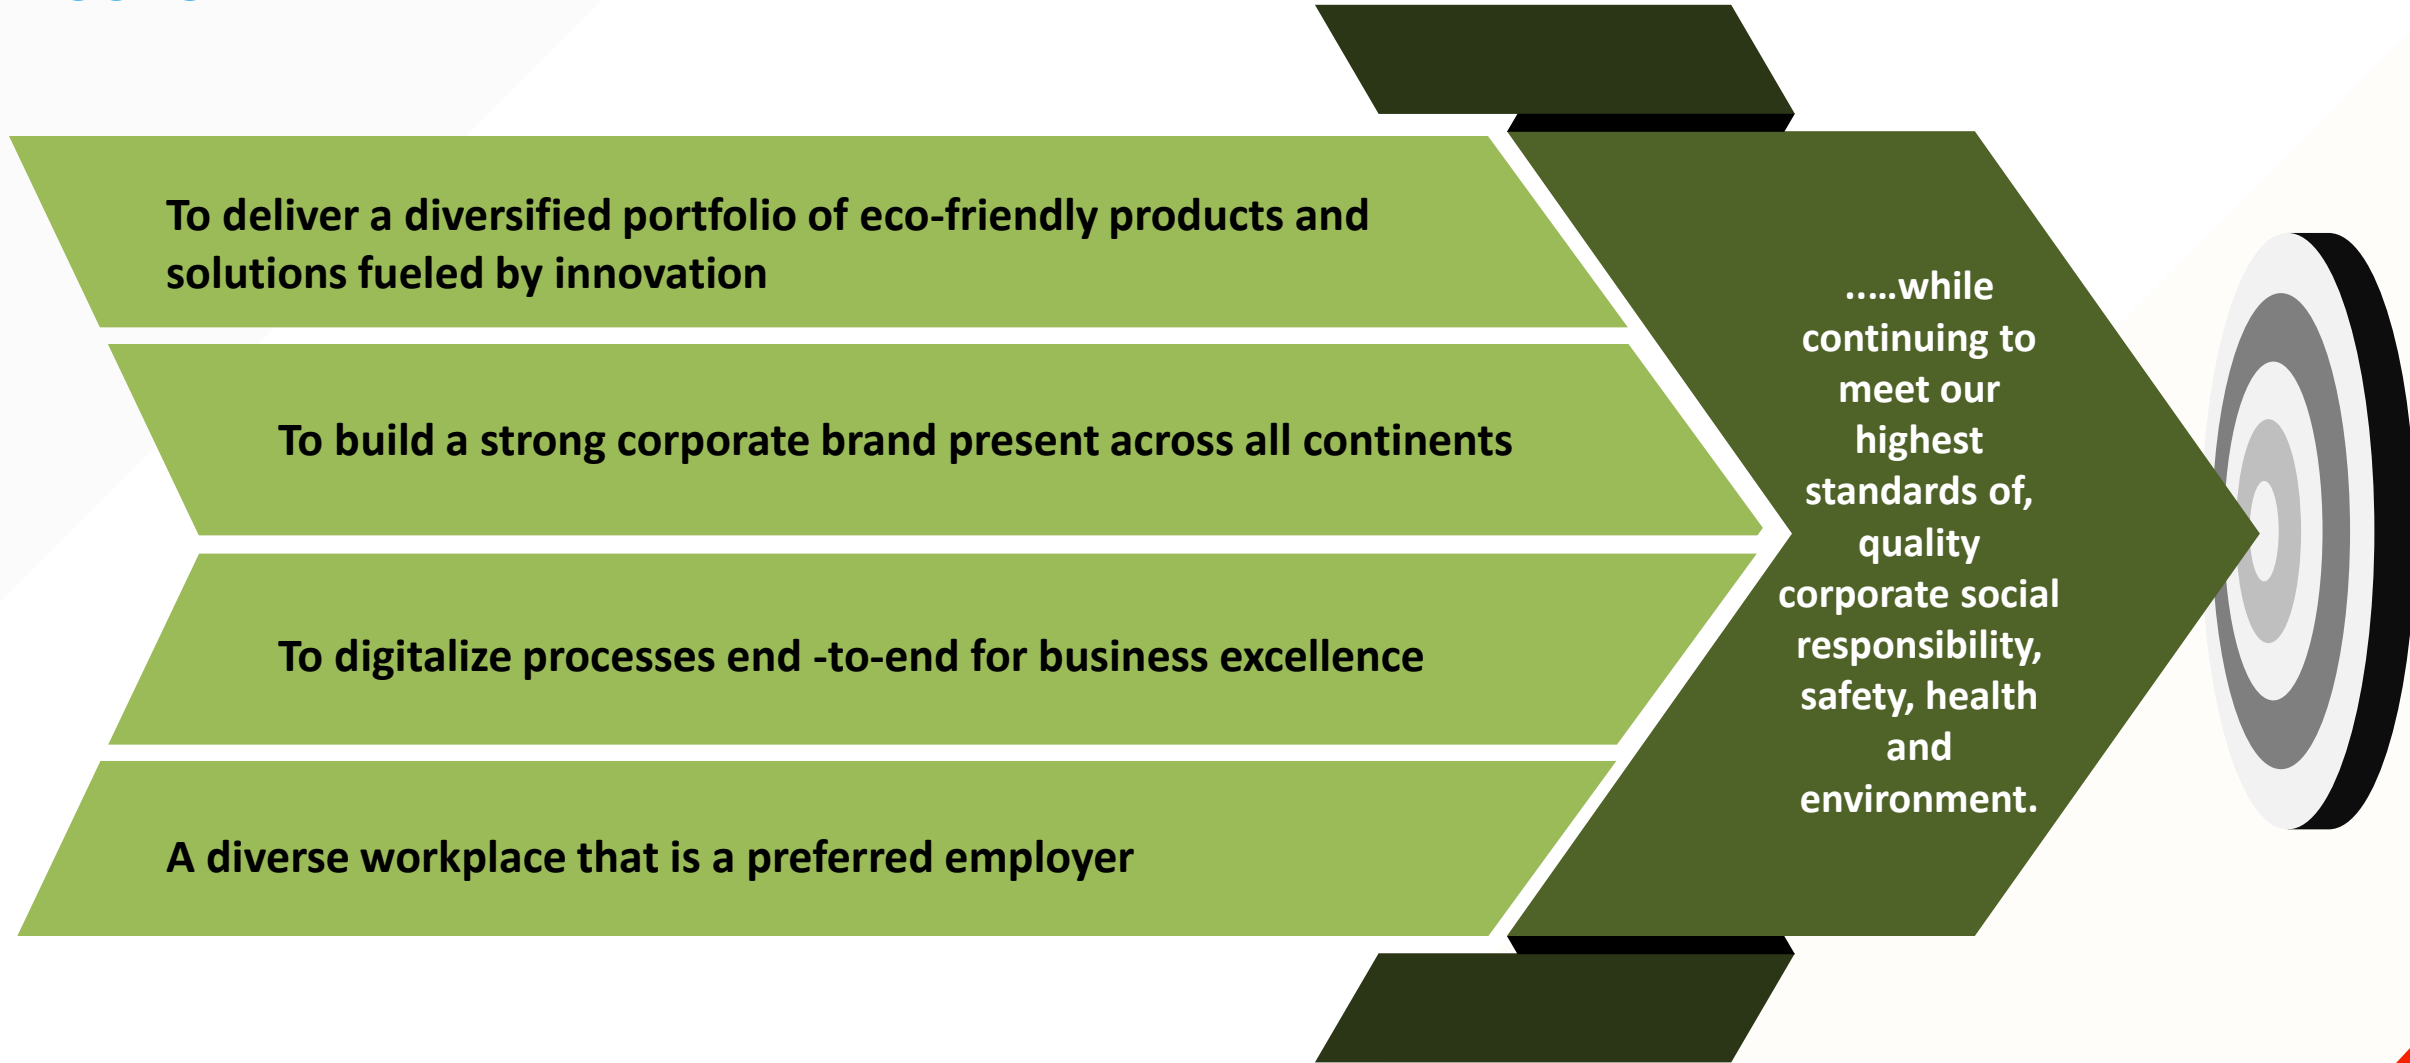 To deliver a diversified portfolio of eco-friendly products and
solutions fueled by innovation
To build a strong corporate brand present across all continents
To digitalize processes end -to-end for business excellence
A diverse workplace that is a preferred employer
.....while
continuing to
meet our
highest
standards of,
quality
corporate social
responsibility,
safety, health
and
environment.